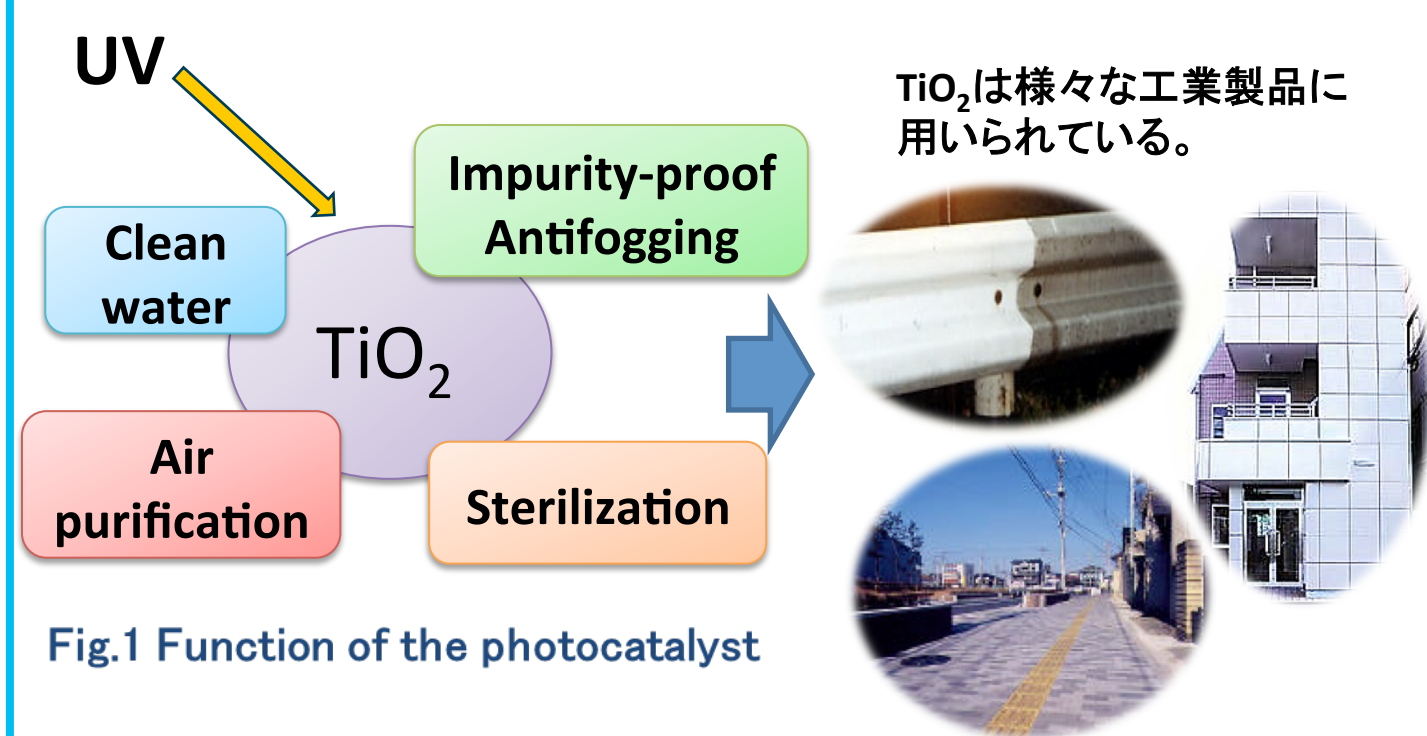 UV
TiO₂は様々な工業製品に
用いられている。
Impurity-proof
Antifogging
Clean
water
TiO₂
Air
purification
Sterilization
Fig.1 Function of the photocatalyst